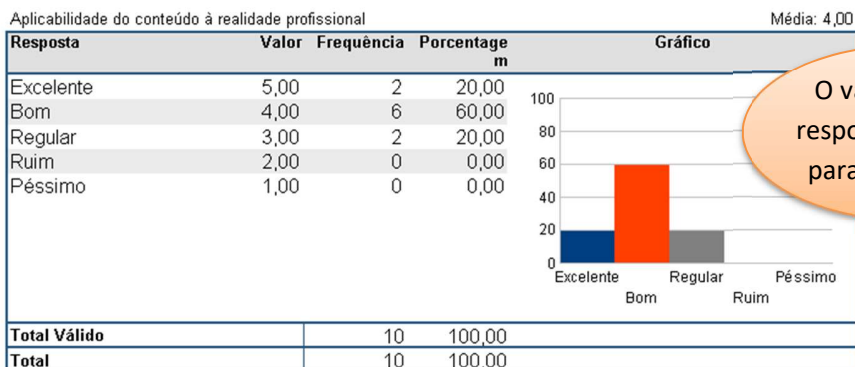 Aplicabilidade do conteúdo à realidade profissional Média: 4,00
Resposta Valor Frequência Porcentage
m Gráfico
Excelente 5,00 2 20,00
Bom 4,00 6 60,00
Regular 3,00 2 20,00
Ruim 2,00 0 0,00
Péssimo 1,00 0 0,00
100
80
60
40
20
0
Excelente Regular Péssimo
Bom Ruim
O
para
Total Válido 10 100,00
Total 10 100,00